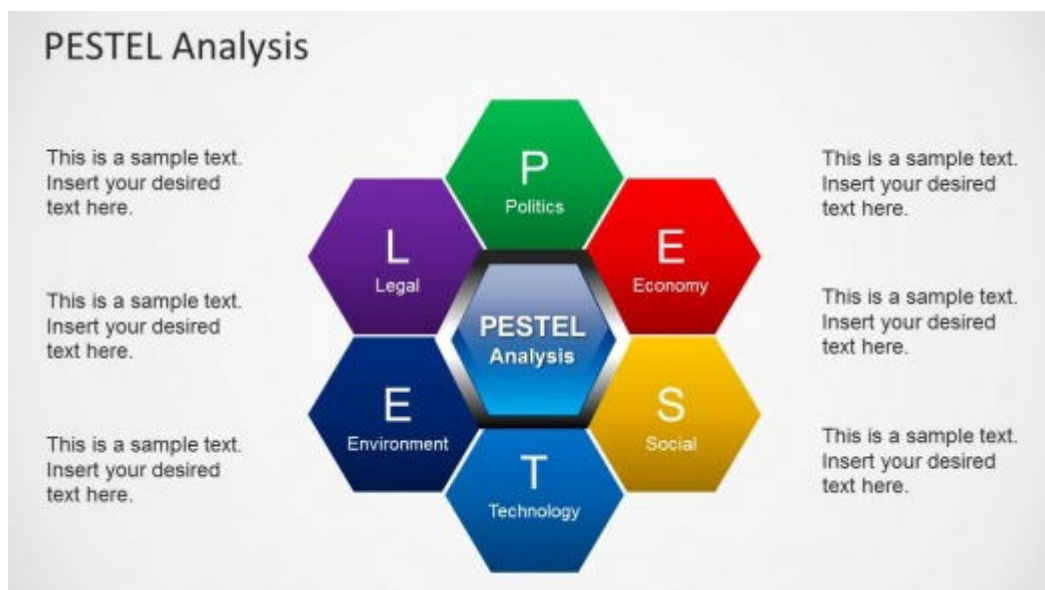 PESTEL Analysis
This is a sample text.
Insert your desired
text here.
This is a sample text.
Insert your desired
text here.
This is a sample text.
Insert your desired
text here.
P
Politics
E
Economy
S
Social
T
Technology
E
Environment
L
Legal
PESTEL
Analysis
This is a sample text.
Insert your desired
text here.
This is a sample text.
Insert your desired
text here.
This is a sample text.
Insert your desired
text here.